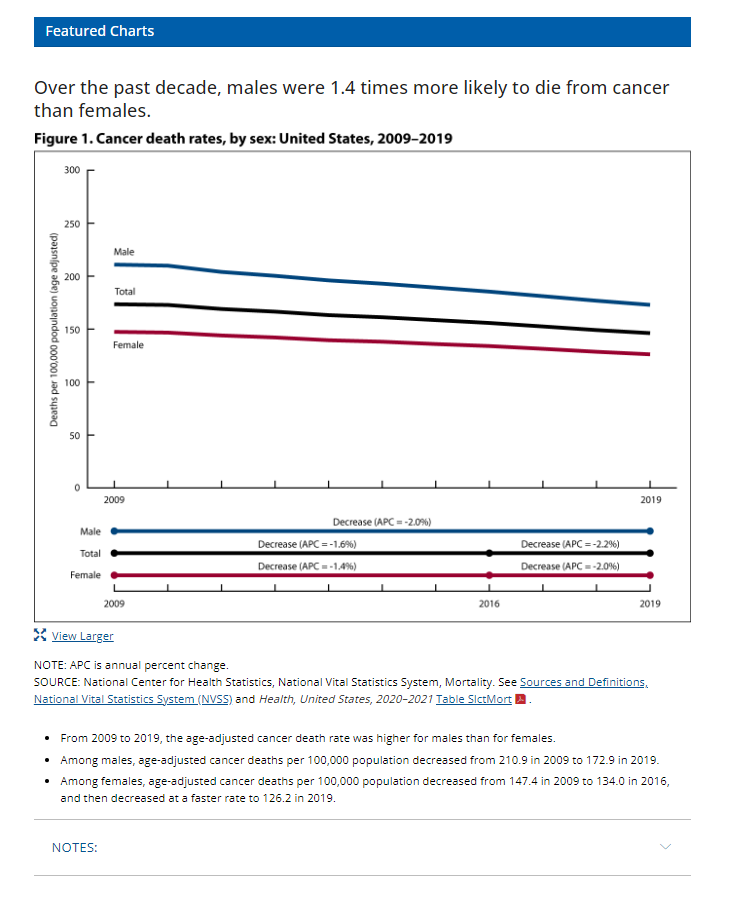 Featured Charts
Over the past decade, males were 1.4 times more likely to die from cancer
than females.
Figure 1. Cancer death rates, by sex: United States, 2009–2019
Deaths per 100,000 population (age adjusted)
300
250
200
150
100
50
0
Male
Total
Female
2009
2019
Decrease (APC = -2.0%)
Male
Decrease (APC = -1.6%)
Decrease (APC = -2.2%)
Total
Decrease (APC = -1.4%)
Decrease (APC = -2.0%)
Female
2009
2016
2019
View Larger
NOTE: APC is annual percent change.
SOURCE: National Center for Health Statistics, National Vital Statistics System, Mortality. See Sources and Definitions,
National Vital Statistics System (NVSS) and Health, United States, 2020–2021 Table SlctMort .
• From 2009 to 2019, the age-adjusted cancer death rate was higher for males than for females.
• Among males, age-adjusted cancer deaths per 100,000 population decreased from 210.9 in 2009 to 172.9 in 2019.
• Among females, age-adjusted cancer deaths per 100,000 population decreased from 147.4 in 2009 to 134.0 in 2016,
and then decreased at a faster rate to 126.2 in 2019.
NOTES: